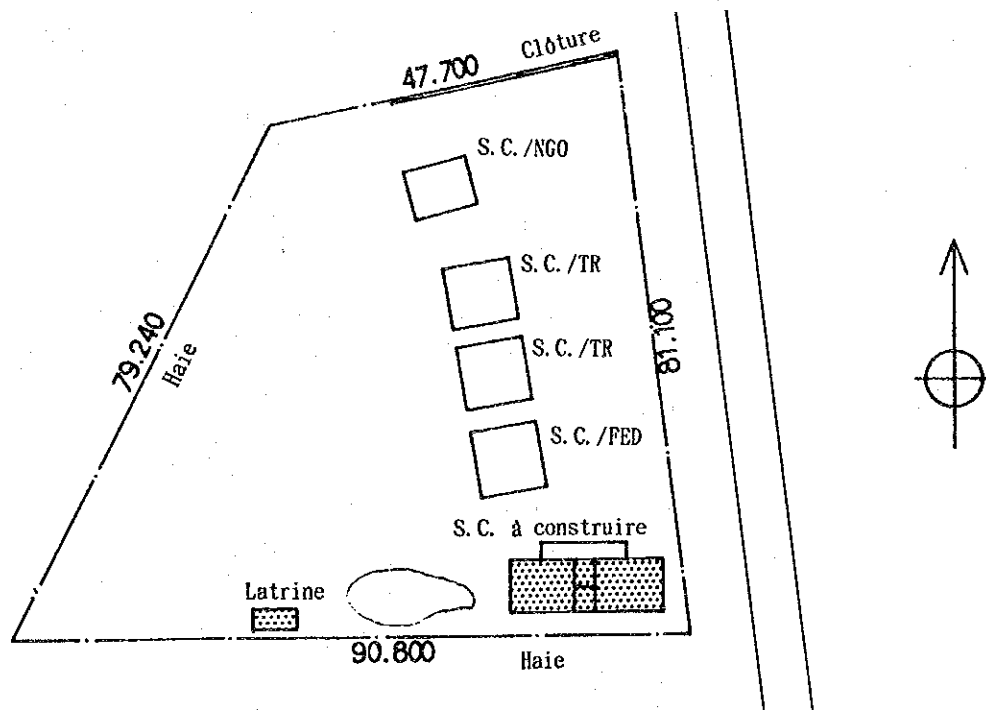 Clôture
47.700
S.C./NGO
S.C./TR
81.100
79.240
Haie
S.C./TR
S.C./FED
S.C. à construire
Latrine
90.800
Haie